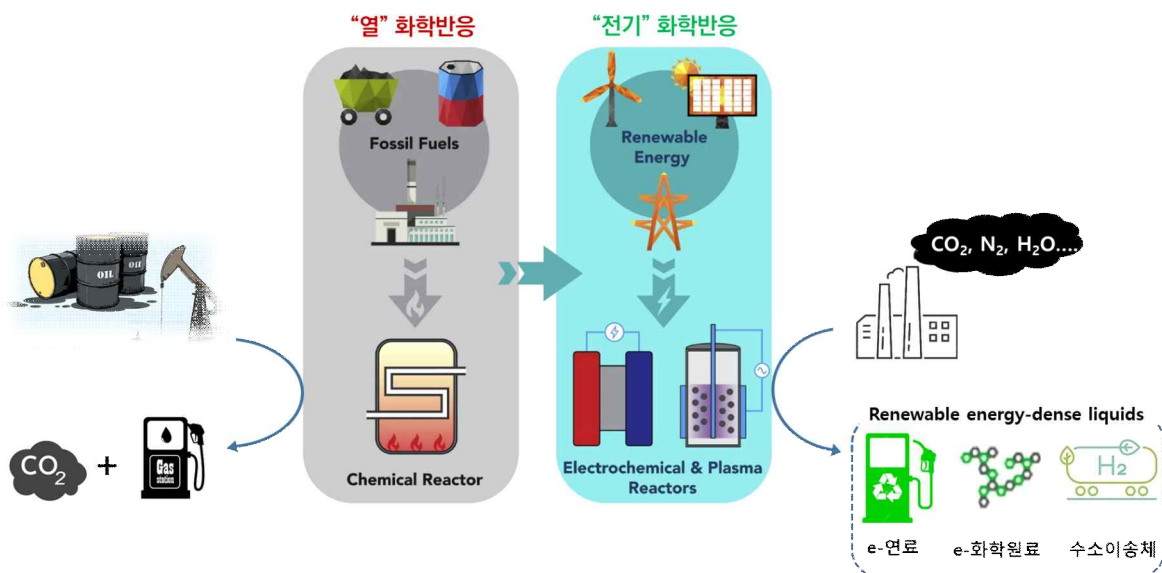 “열” 화학반응
“전기” 화학반응
Fossil Fuels
Renewable
Energy
CO₂, N₂, H₂O....
OIL
OIL
Chemical Reactor
Electrochemical & Plasma
Reactors
CO₂
+
Gas
station
Renewable energy-dense liquids
H₂
e-연료
e-화학원료
수소이송체